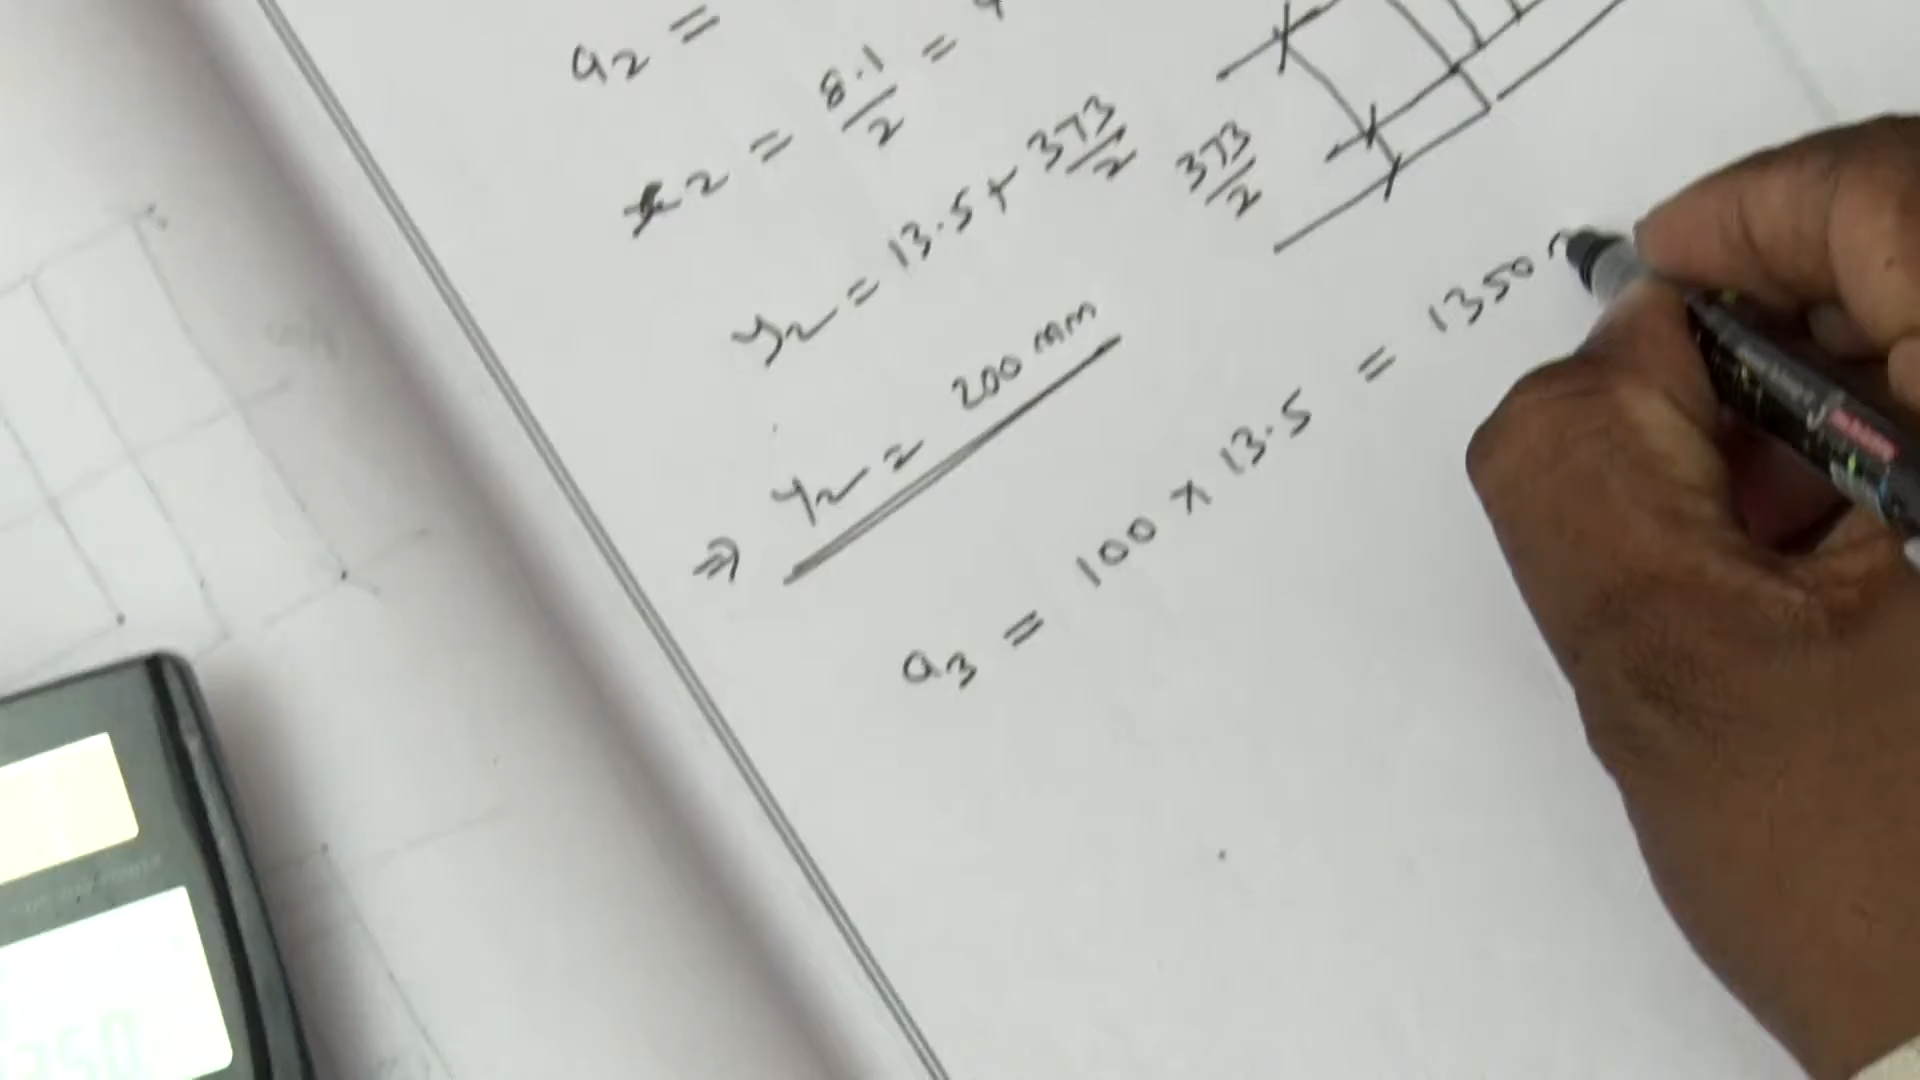 a2 =
x2 = 8.1/2 =
y2 = 13.5 + 373/2
373/2
⇒ y2 = 200 mm
a3 = 100 x 13.5 = 1350